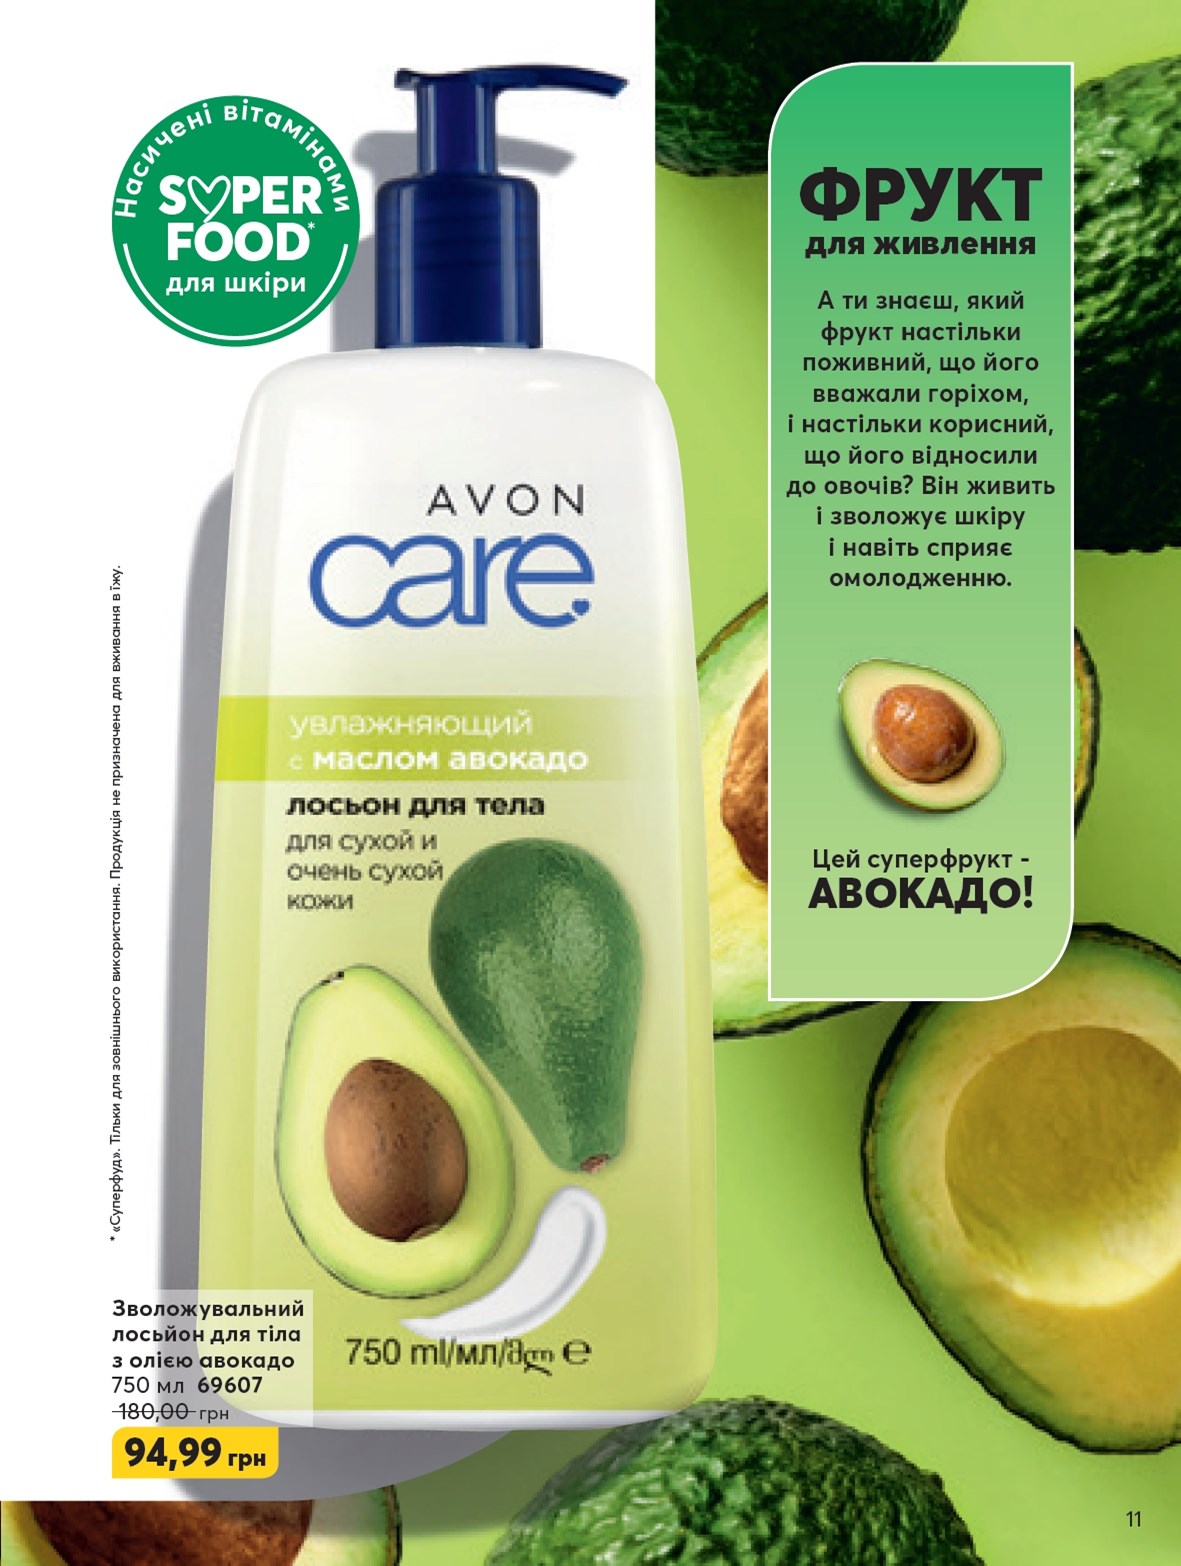 Насичені вітамінами
SUPER
FOOD*
для шкіри
ФРУКТ
для живлення
А ти знаєш, який
фрукт настільки
поживний, що його
вважали горіхом,
і настільки корисний,
що його відносили
до овочів? Він живить
і зволожує шкіру
і навіть сприяє
омолодженню.
Цей суперфрукт -
АВОКАДО!
AVON
care
увлажняющий
с маслом авокадо
лосьон для тела
для сухой и
очень сухой
кожи
750 ml/мл/მლ ℮
* «Суперфуд». Тільки для зовнішнього використання. Продукція не призначена для вживання в їжу.
Зволожувальний
лосьйон для тіла
з олією авокадо
750 мл 69607
180,00 грн
94,99 грн
11